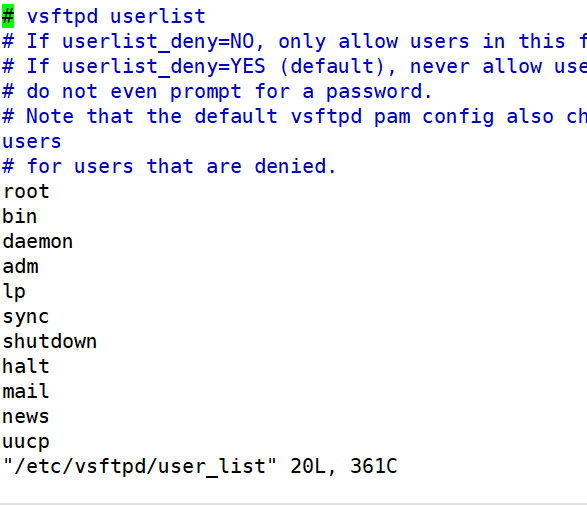 # vsftpd userlist
# If userlist_deny=NO, only allow users in this f
# If userlist_deny=YES (default), never allow use
# do not even prompt for a password.
# Note that the default vsftpd pam config also ch
users
# for users that are denied.
root
bin
daemon
adm
lp
sync
shutdown
halt
mail
news
uucp
"/etc/vsftpd/user_list" 20L, 361C